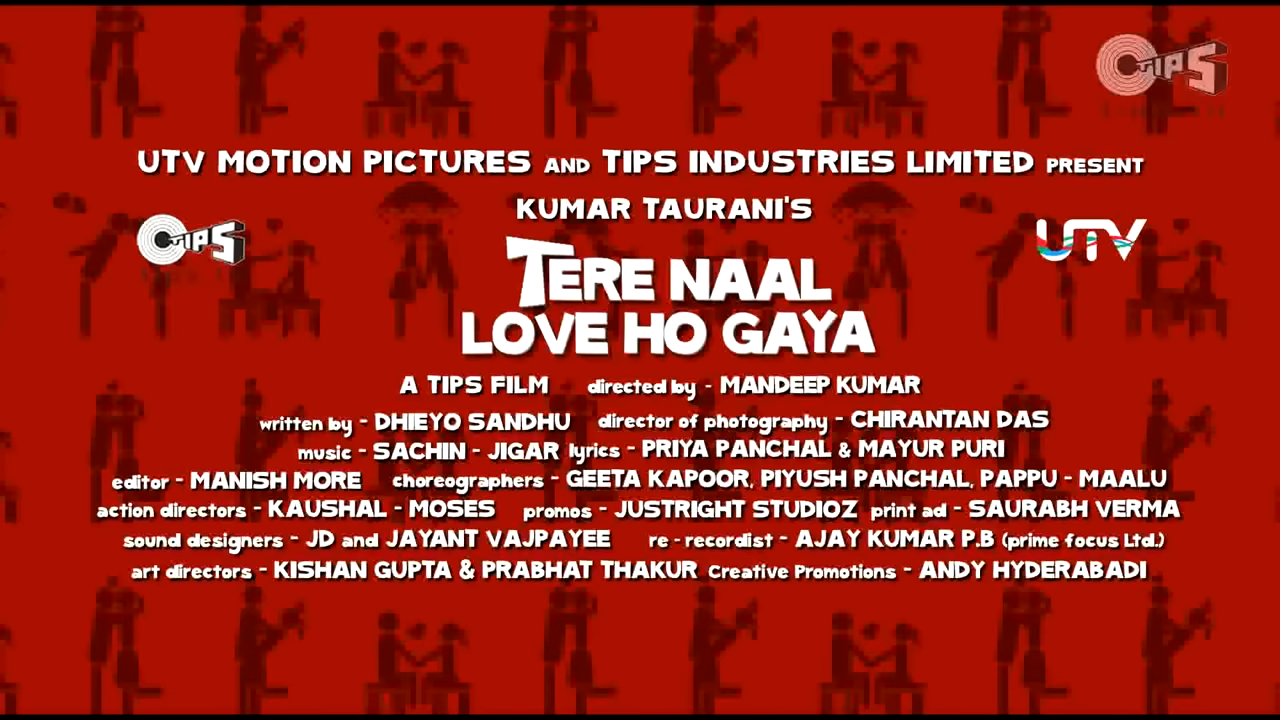 TIPS
UTV MOTION PICTURES AND TIPS INDUSTRIES LIMITED PRESENT
KUMAR TAURANI'S
TIPS
UTV
TERE NAAL
LOVE HO GAYA
A TIPS FILM directed by - MANDEEP KUMAR
written by - DHIEYO SANDHU director of photography - CHIRANTAN DAS
music - SACHIN - JIGAR lyrics - PRIYA PANCHAL & MAYUR PURI
editor - MANISH MORE choreographers - GEETA KAPOOR, PIYUSH PANCHAL, PAPPU - MAALU
action directors - KAUSHAL - MOSES promos - JUSTRIGHT STUDIOZ print ad - SAURABH VERMA
sound designers - JD and JAYANT VAJPAYEE re - recordist - AJAY KUMAR P.B (prime focus Ltd.)
art directors - KISHAN GUPTA & PRABHAT THAKUR Creative Promotions - ANDY HYDERABADI